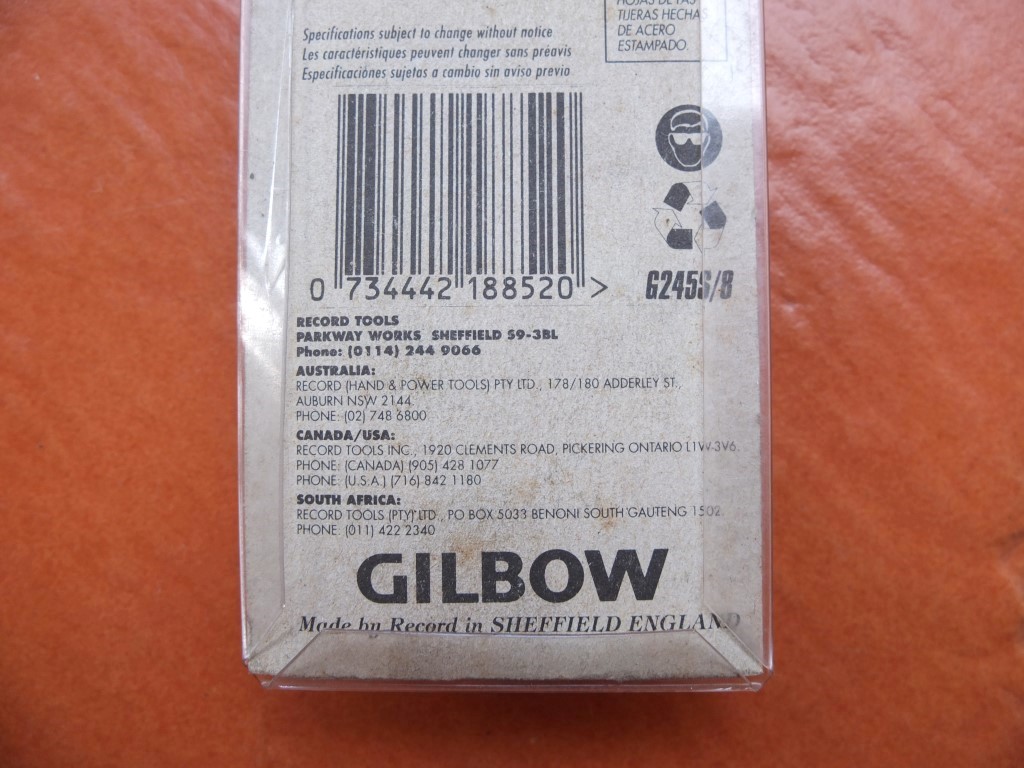 HOJAS DE LAS
TIJERAS HECHAS
DE ACERO
ESTAMPADO.
Specifications subject to change without notice
Les caractéristiques peuvent changer sans préavis
Especificaciónes sujetas a cambio sin aviso previo
0 734442 188520 >
G245S/8
RECORD TOOLS
PARKWAY WORKS SHEFFIELD S9-3BL
Phone: (0114) 244 9066
AUSTRALIA:
RECORD (HAND & POWER TOOLS) PTY LTD., 178/180 ADDERLEY ST.,
AUBURN NSW 2144.
PHONE: (02) 748 6800
CANADA/USA:
RECORD TOOLS INC., 1920 CLEMENTS ROAD, PICKERING ONTARIO L1W 3V6.
PHONE: (CANADA) (905) 428 1077
PHONE: (U.S.A.) (716) 842 1180
SOUTH AFRICA:
RECORD TOOLS (PTY) LTD., PO BOX 5033 BENONI SOUTH GAUTENG 1502.
PHONE: (011) 422 2340
GILBOW
Made by Record in SHEFFIELD ENGLAND